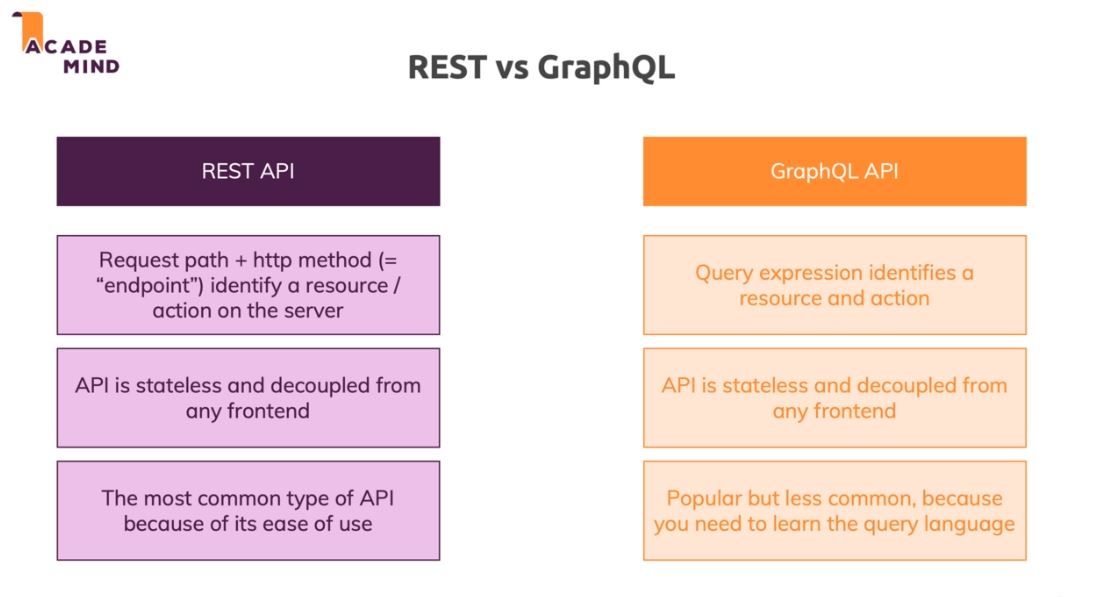 ACADE
MIND
REST vs GraphQL
REST API
Request path + http method (=
“endpoint”) identify a resource /
action on the server
API is stateless and decoupled from
any frontend
The most common type of API
because of its ease of use
GraphQL API
Query expression identifies a
resource and action
API is stateless and decoupled from
any frontend
Popular but less common, because
you need to learn the query language